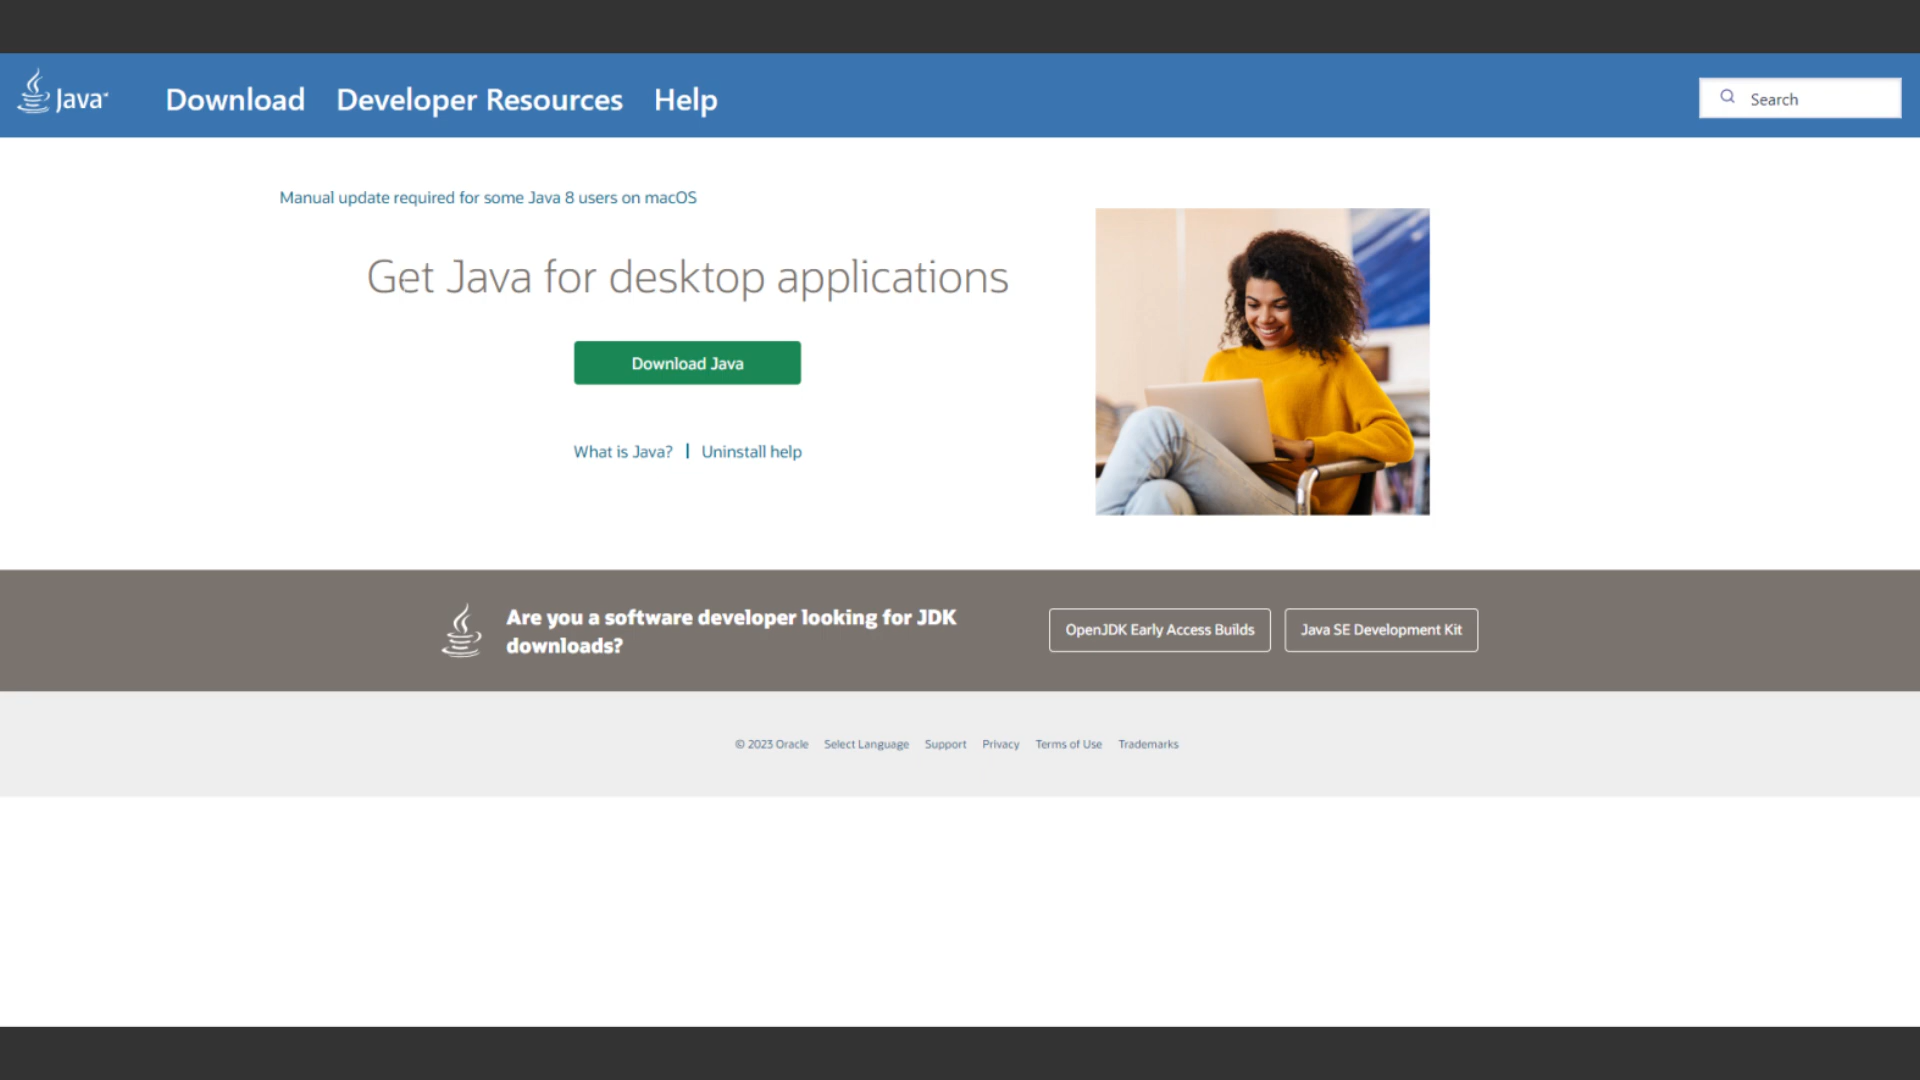 Java
Download Developer Resources Help
Search
Manual update required for some Java 8 users on macOS
Get Java for desktop applications
Download Java
What is Java? | Uninstall help
Are you a software developer looking for JDK
downloads?
OpenJDK Early Access Builds
Java SE Development Kit
© 2023 Oracle Select Language Support Privacy Terms of Use Trademarks